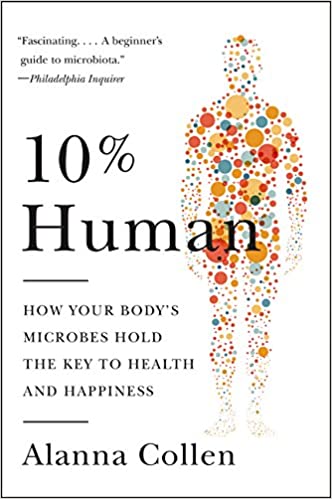 “Fascinating. . . . A beginner’s
guide to microbiota.”
—Philadelphia Inquirer
10%
Human
HOW YOUR BODY’S
MICROBES HOLD
THE KEY TO HEALTH
AND HAPPINESS
Alanna Collen